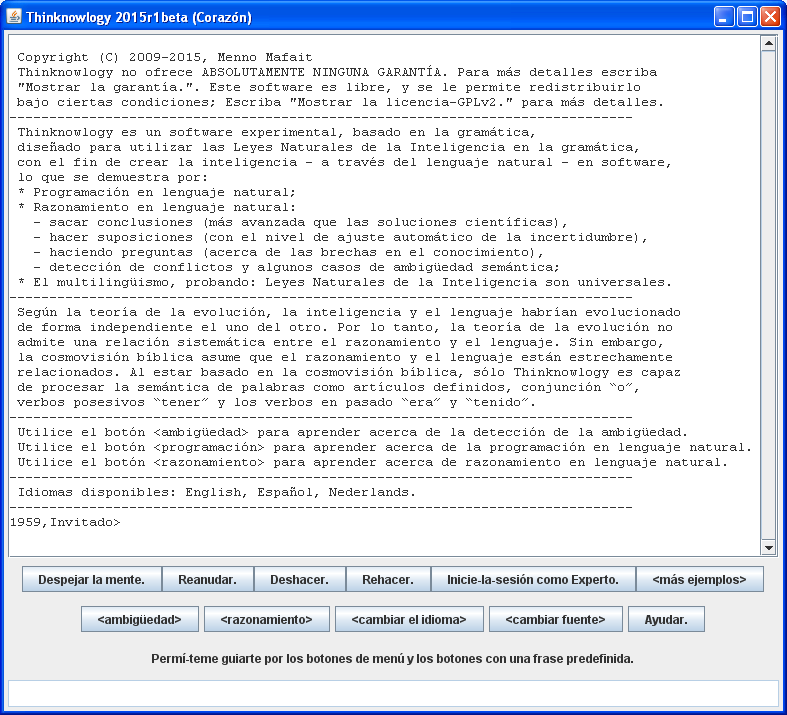 Thinknowlogy 2015r1beta (Corazón)
Copyright (C) 2009-2015, Menno Mafait
Thinknowlogy no ofrece ABSOLUTAMENTE NINGUNA GARANTÍA. Para más detalles escriba
"Mostrar la garantía.". Este software es libre, y se le permite redistribuirlo
bajo ciertas condiciones; Escriba "Mostrar la licencia-GPLv2." para más detalles.
--------------------------------------------------------------------------------
Thinknowlogy es un software experimental, basado en la gramática,
diseñado para utilizar las Leyes Naturales de la Inteligencia en la gramática,
con el fin de crear la inteligencia - a través del lenguaje natural - en software,
lo que se demuestra por:
* Programación en lenguaje natural;
* Razonamiento en lenguaje natural:
- sacar conclusiones (más avanzada que las soluciones científicas),
- hacer suposiciones (con el nivel de ajuste automático de la incertidumbre),
- haciendo preguntas (acerca de las brechas en el conocimiento),
- detección de conflictos y algunos casos de ambigüedad semántica;
* El multilingüismo, probando: Leyes Naturales de la Inteligencia son universales.
--------------------------------------------------------------------------------
Según la teoría de la evolución, la inteligencia y el lenguaje habrían evolucionado
de forma independiente el uno del otro. Por lo tanto, la teoría de la evolución no
admite una relación sistemática entre el razonamiento y el lenguaje. Sin embargo,
la cosmovisión bíblica asume que el razonamiento y el lenguaje están estrechamente
relacionados. Al estar basado en la cosmovisión bíblica, sólo Thinknowlogy es capaz
de procesar la semántica de palabras como artículos definidos, conjunción “o”,
verbos posesivos “tener” y los verbos en pasado “era” y “tenido”.
--------------------------------------------------------------------------------
Utilice el botón <ambigüedad> para aprender acerca de la detección de la ambigüedad.
Utilice el botón <programación> para aprender acerca de la programación en lenguaje natural.
Utilice el botón <razonamiento> para aprender acerca de razonamiento en lenguaje natural.
--------------------------------------------------------------------------------
Idiomas disponibles: English, Español, Nederlands.
--------------------------------------------------------------------------------
1959,Invitado>
Despejar la mente. Reanudar. Deshacer. Rehacer. Inicie-la-sesión como Experto. <más ejemplos>
<ambigüedad> <razonamiento> <cambiar el idioma> <cambiar fuente> Ayudar.
Permí-teme guiarte por los botones de menú y los botones con una frase predefinida.